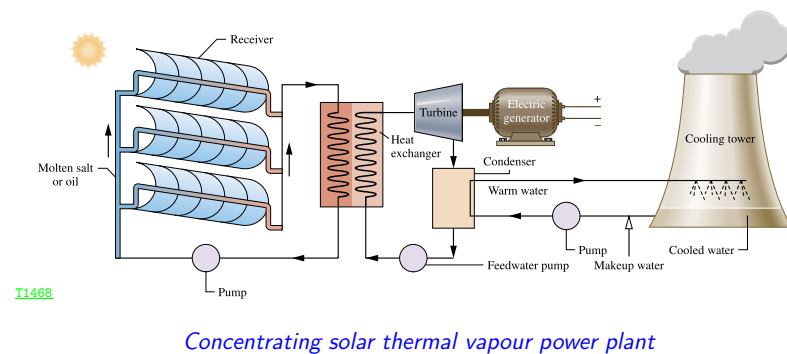 Receiver
Turbine
Electric
generator
+
−
Cooling tower
Heat
exchanger
Condenser
Molten salt
or oil
Warm water
Pump
Feedwater pump
Pump
Makeup water
Cooled water
T1468
Concentrating solar thermal vapour power plant